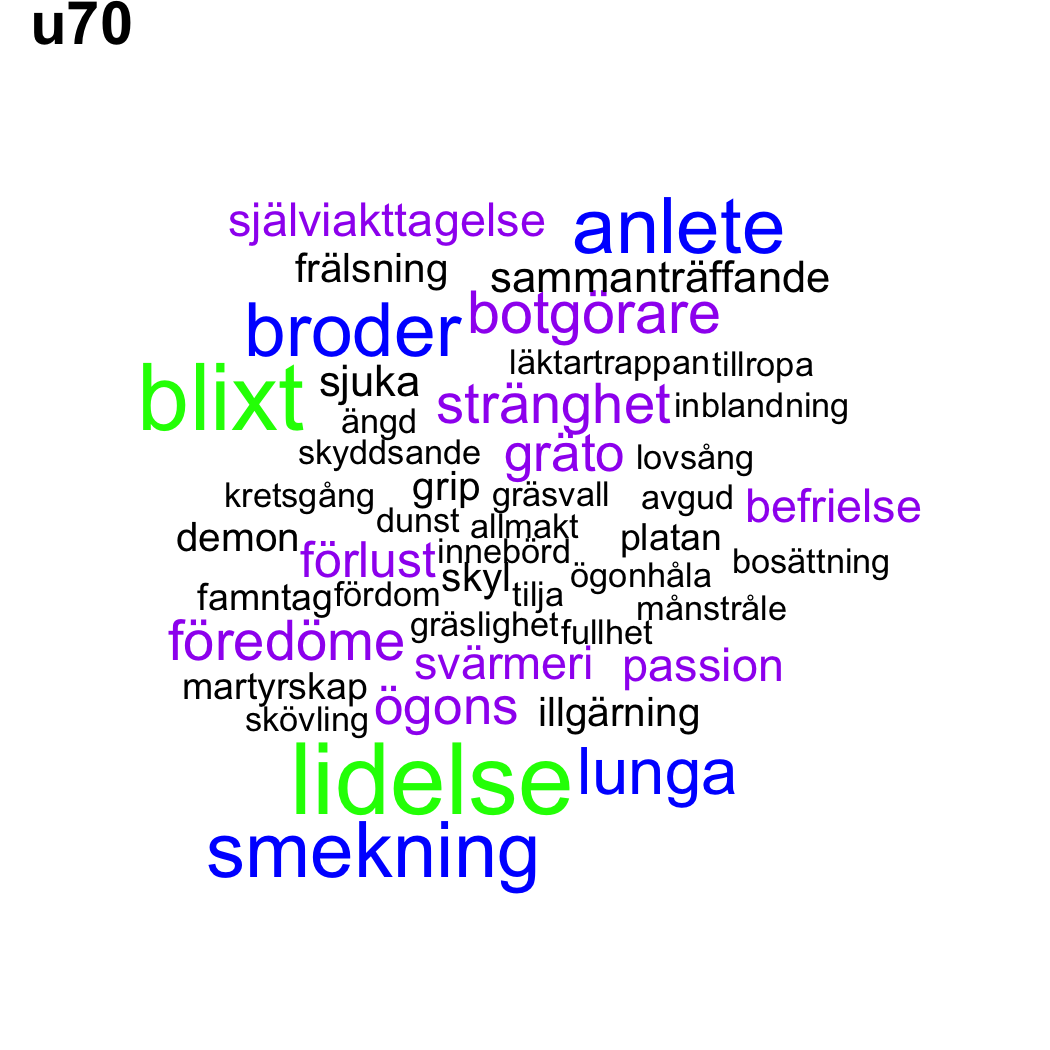 u70
självi​akttagelse anlete
frälsning sammanträffande
broder botgörare
läktartrappan tillropa
blixt sjuka stränghet inblandning
ängd
skyddsande gräto lovsång
kretsgång grip gräsvall avgud befrielse
dunst allmakt
demon platan
förlust innebörd bosättning
skyl ögonhåla
famntag fördom tilja månstråle
gräslighet fullhet
föredöme svärmeri passion
martyrskap
skövling ögons illgärning
lidelse lunga
smekning